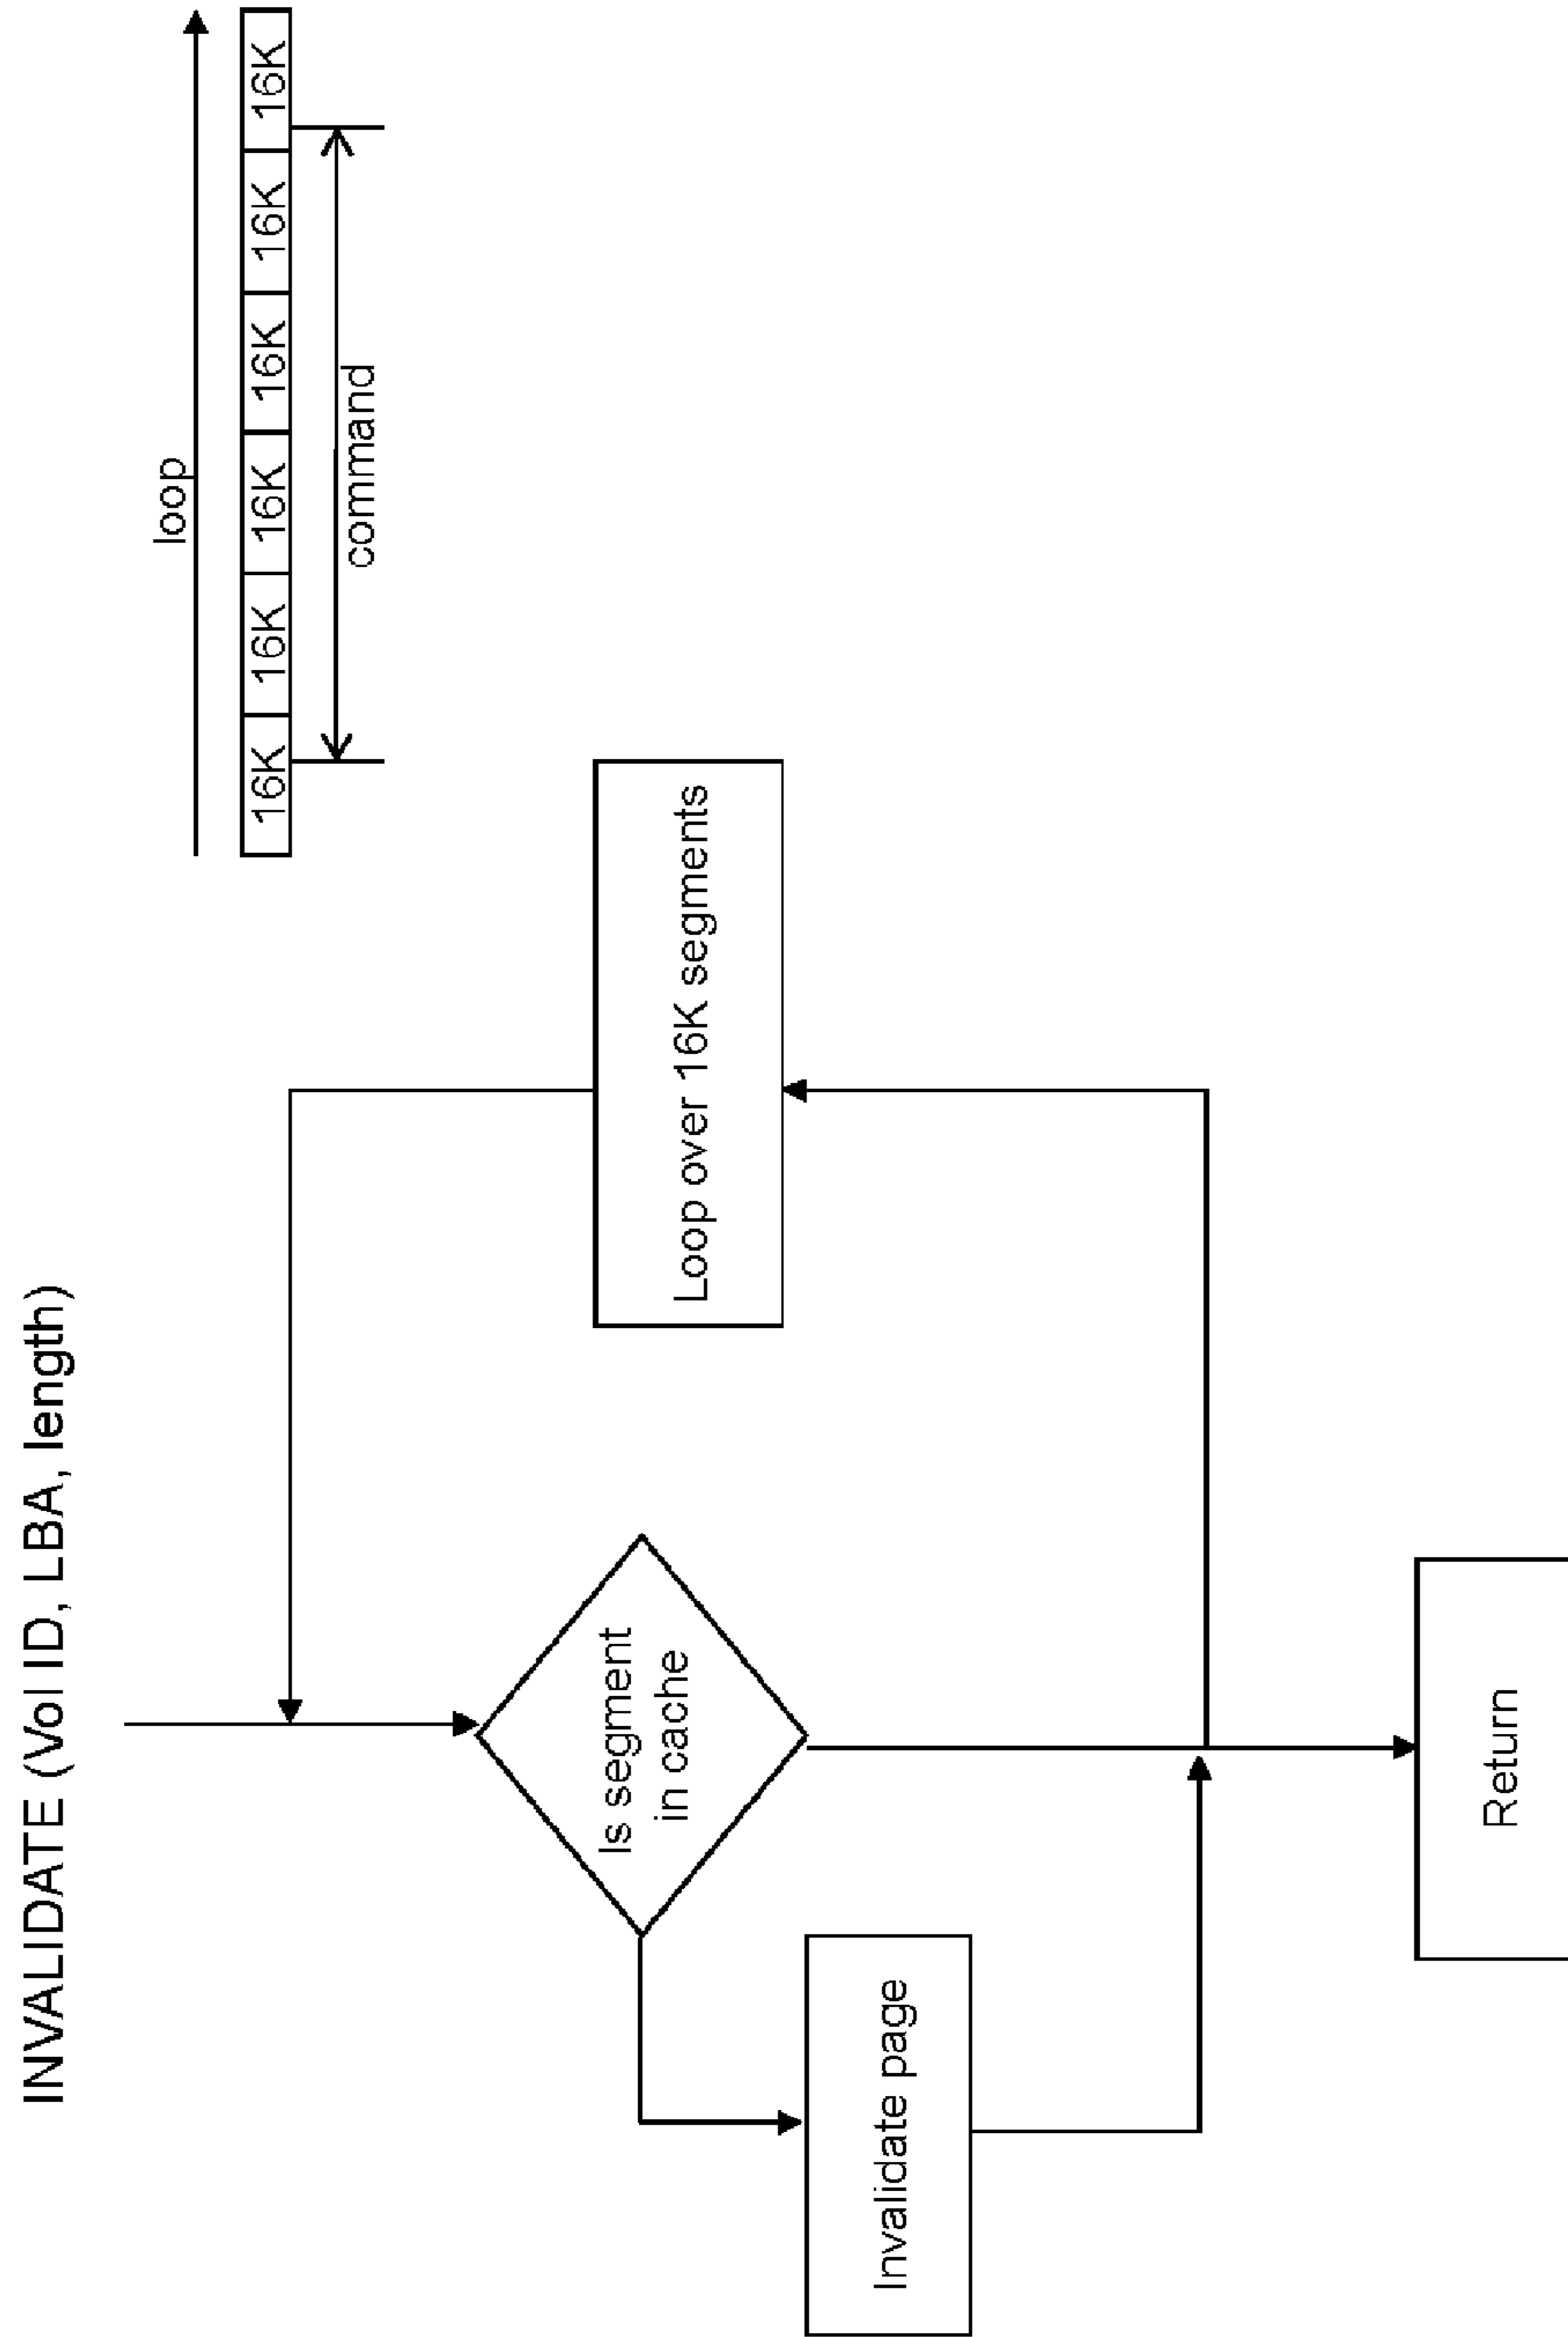 INVALIDATE (Vol ID, LBA, length)
loop
16K 16K 16K 16K 16K 16K
command
Is segment
in cache
Loop over 16K segments
Invalidate page
Return